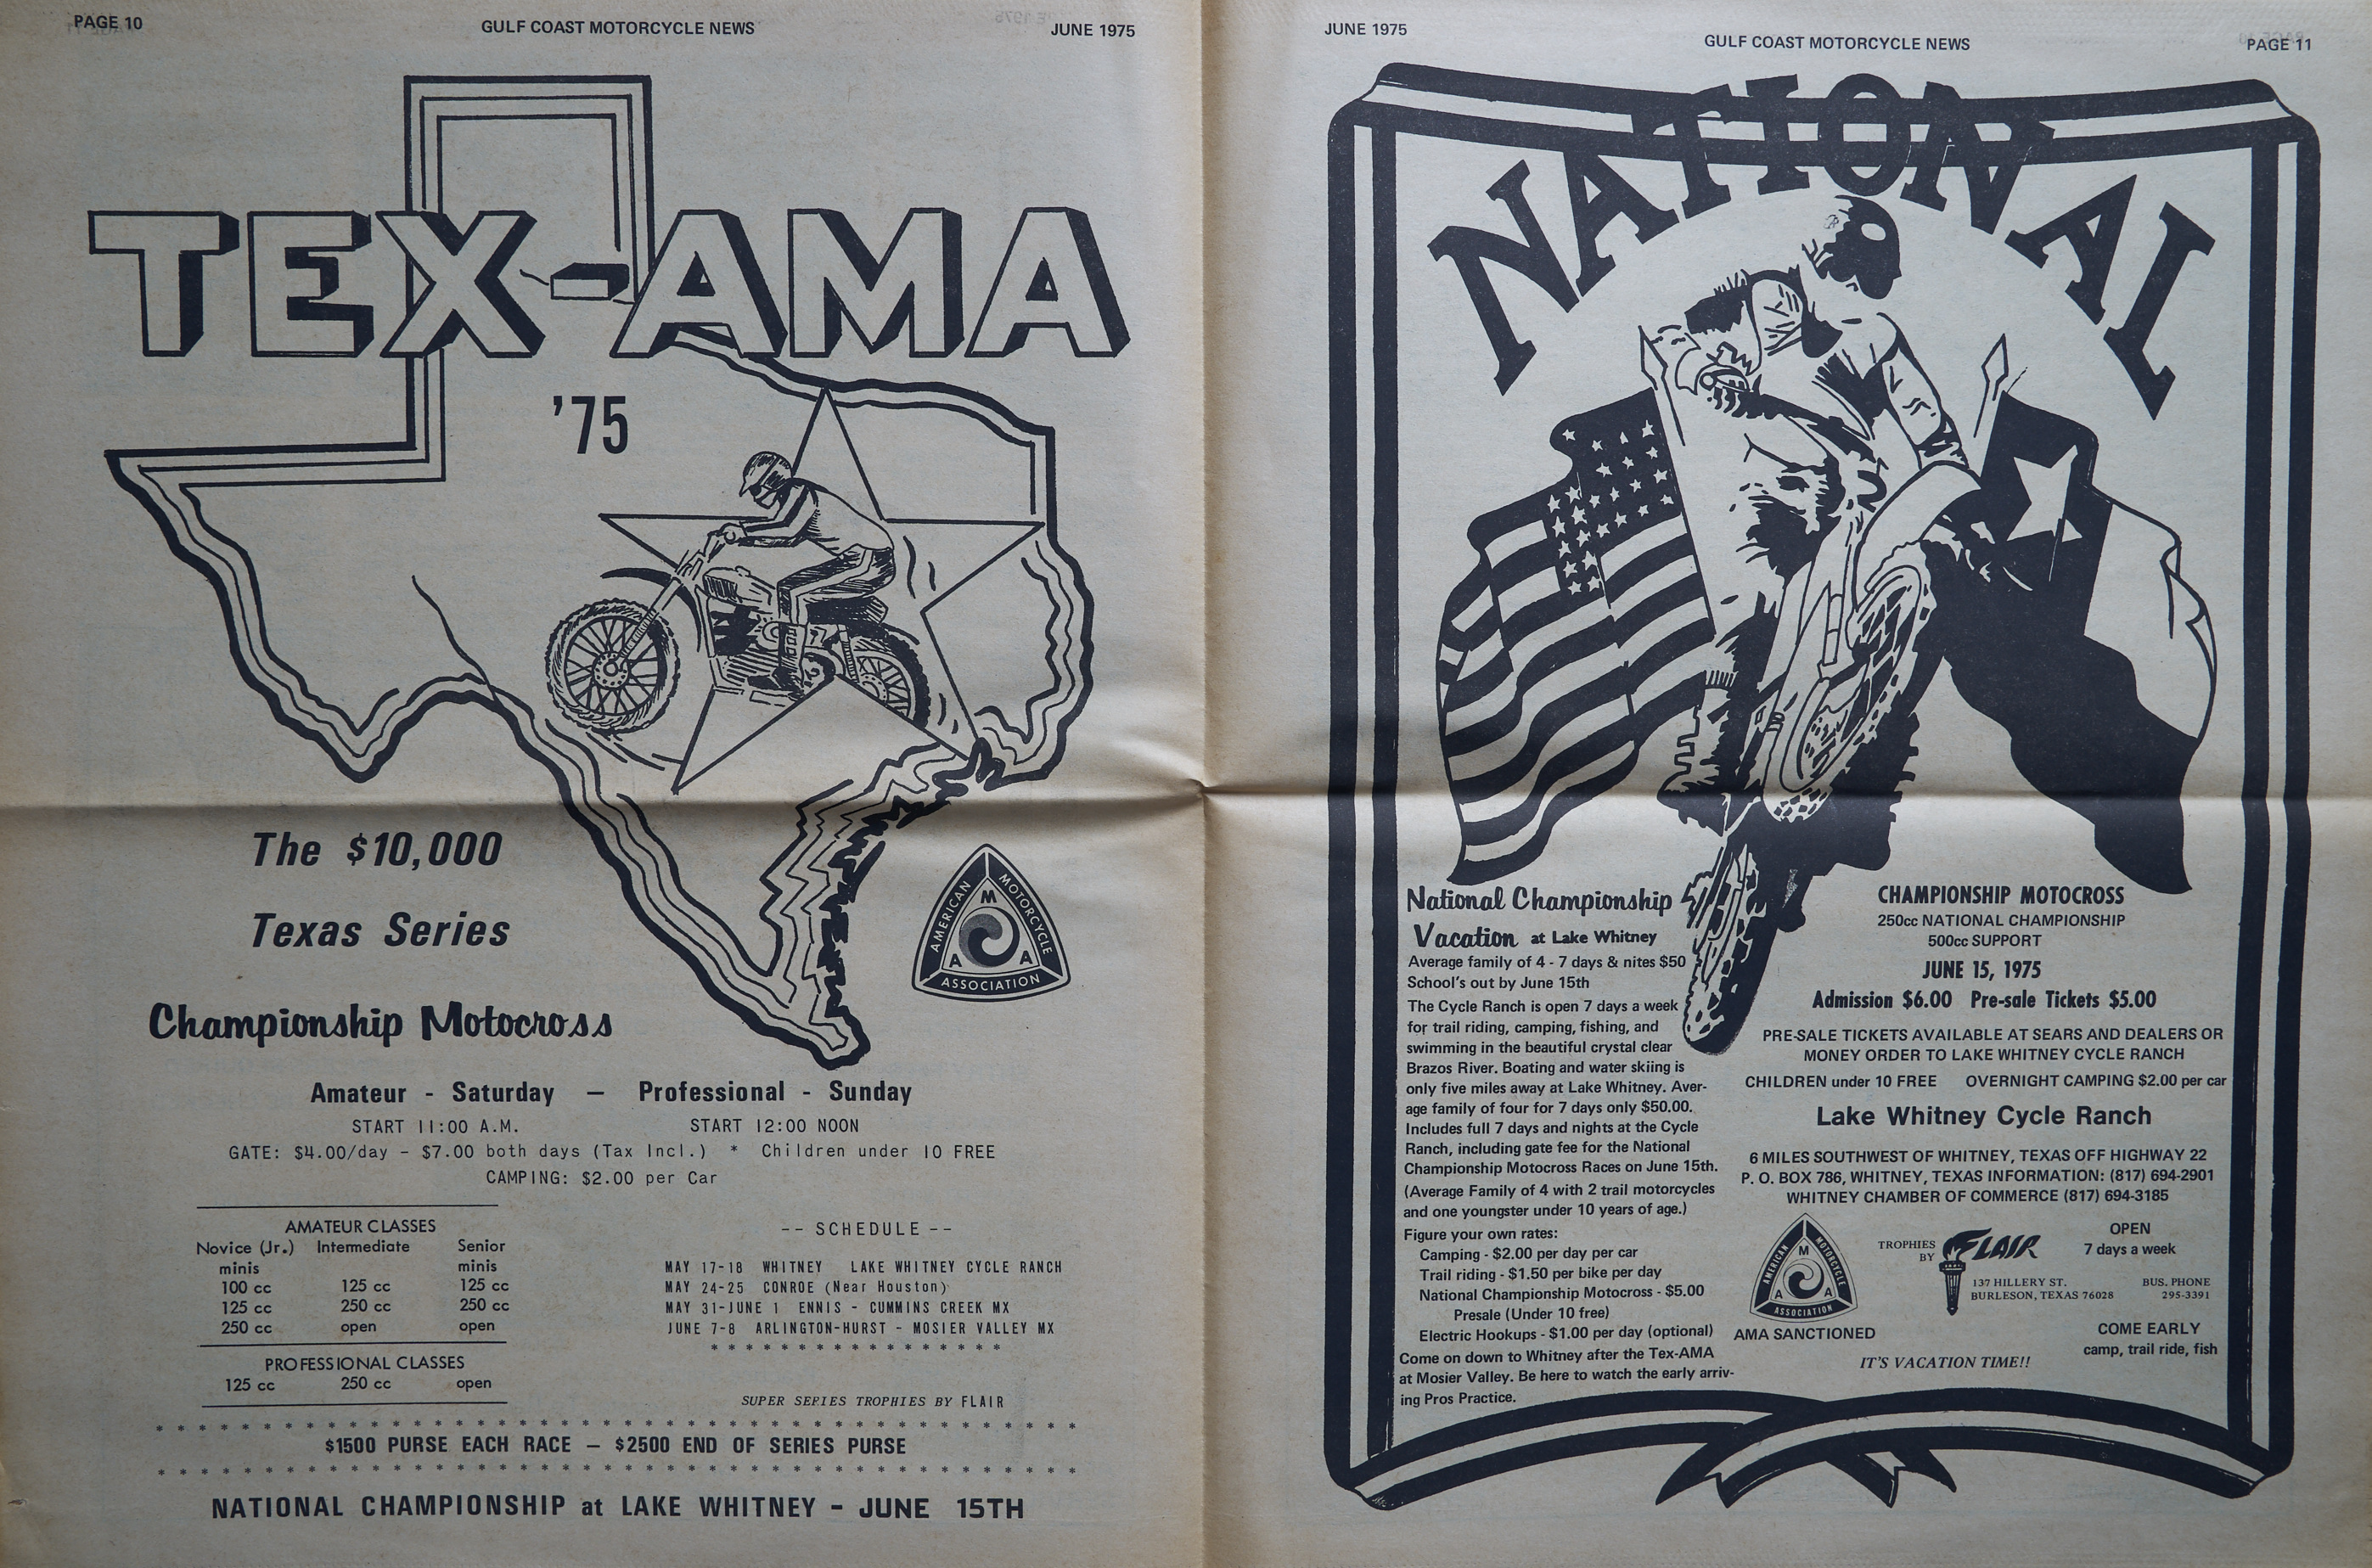 PAGE 10
GULF COAST MOTORCYCLE NEWS
JUNE 1975
TEX-AMA
'75
The $10,000
Texas Series
Championship Motocross
AMERICAN MOTORCYCLE ASSOCIATION
A M A
Amateur - Saturday — Professional - Sunday
START 11:00 A.M. START 12:00 NOON
GATE: $4.00/day - $7.00 both days (Tax Incl.) * Children under 10 FREE
CAMPING: $2.00 per Car
AMATEUR CLASSES
Novice (Jr.) Intermediate Senior
minis minis
100 cc 125 cc 125 cc
125 cc 250 cc 250 cc
250 cc open open
PROFESSIONAL CLASSES
125 cc 250 cc open
-- SCHEDULE --
MAY 17-18 WHITNEY LAKE WHITNEY CYCLE RANCH
MAY 24-25 CONROE (Near Houston)
MAY 31-JUNE 1 ENNIS - CUMMINS CREEK MX
JUNE 7-8 ARLINGTON-HURST - MOSIER VALLEY MX
* * * * * * * * * * * * * * * *
SUPER SERIES TROPHIES BY FLAIR
* * * * * * * * * * * * * * * * * * * * * * * * * * * * * * * * * * * * * * * * * * *
$1500 PURSE EACH RACE — $2500 END OF SERIES PURSE
* * * * * * * * * * * * * * * * * * * * * * * * * * * * * * * * * * * * * * * * * * *
NATIONAL CHAMPIONSHIP at LAKE WHITNEY - JUNE 15TH
JUNE 1975
GULF COAST MOTORCYCLE NEWS
PAGE 11
NATIONAL
National Championship
Vacation at Lake Whitney
Average family of 4 - 7 days & nites $50
School's out by June 15th
The Cycle Ranch is open 7 days a week
for trail riding, camping, fishing, and
swimming in the beautiful crystal clear
Brazos River. Boating and water skiing is
only five miles away at Lake Whitney. Aver-
age family of four for 7 days only $50.00.
Includes full 7 days and nights at the Cycle
Ranch, including gate fee for the National
Championship Motocross Races on June 15th.
(Average Family of 4 with 2 trail motorcycles
and one youngster under 10 years of age.)
Figure your own rates:
Camping - $2.00 per day per car
Trail riding - $1.50 per bike per day
National Championship Motocross - $5.00
Presale (Under 10 free)
Electric Hookups - $1.00 per day (optional)
Come on down to Whitney after the Tex-AMA
at Mosier Valley. Be here to watch the early arriv-
ing Pros Practice.
CHAMPIONSHIP MOTOCROSS
250cc NATIONAL CHAMPIONSHIP
500cc SUPPORT
JUNE 15, 1975
Admission $6.00 Pre-sale Tickets $5.00
PRE-SALE TICKETS AVAILABLE AT SEARS AND DEALERS OR
MONEY ORDER TO LAKE WHITNEY CYCLE RANCH
CHILDREN under 10 FREE OVERNIGHT CAMPING $2.00 per car
Lake Whitney Cycle Ranch
6 MILES SOUTHWEST OF WHITNEY, TEXAS OFF HIGHWAY 22
P. O. BOX 786, WHITNEY, TEXAS INFORMATION: (817) 694-2901
WHITNEY CHAMBER OF COMMERCE (817) 694-3185
AMERICAN MOTORCYCLE ASSOCIATION
A M A
AMA SANCTIONED
TROPHIES
BY
FLAIR
137 HILLERY ST. BUS. PHONE
BURLESON, TEXAS 76028 295-3391
OPEN
7 days a week
COME EARLY
camp, trail ride, fish
IT'S VACATION TIME!!